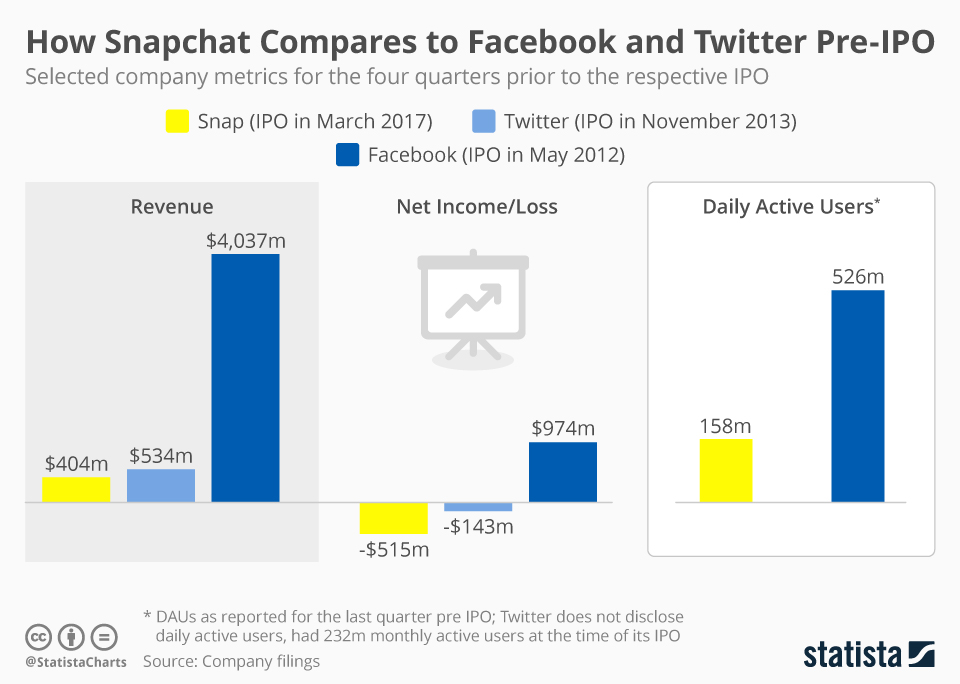 How Snapchat Compares to Facebook and Twitter Pre-IPO
Selected company metrics for the four quarters prior to the respective IPO
Snap (IPO in March 2017)
Twitter (IPO in November 2013)
Facebook (IPO in May 2012)
Revenue
$4,037m
$404m
$534m
Net Income/Loss
$974m
-$515m
-$143m
Daily Active Users*
526m
158m
* DAUs as reported for the last quarter pre IPO; Twitter does not disclose
daily active users, had 232m monthly active users at the time of its IPO
cc
@StatistaCharts
Source: Company filings
statista